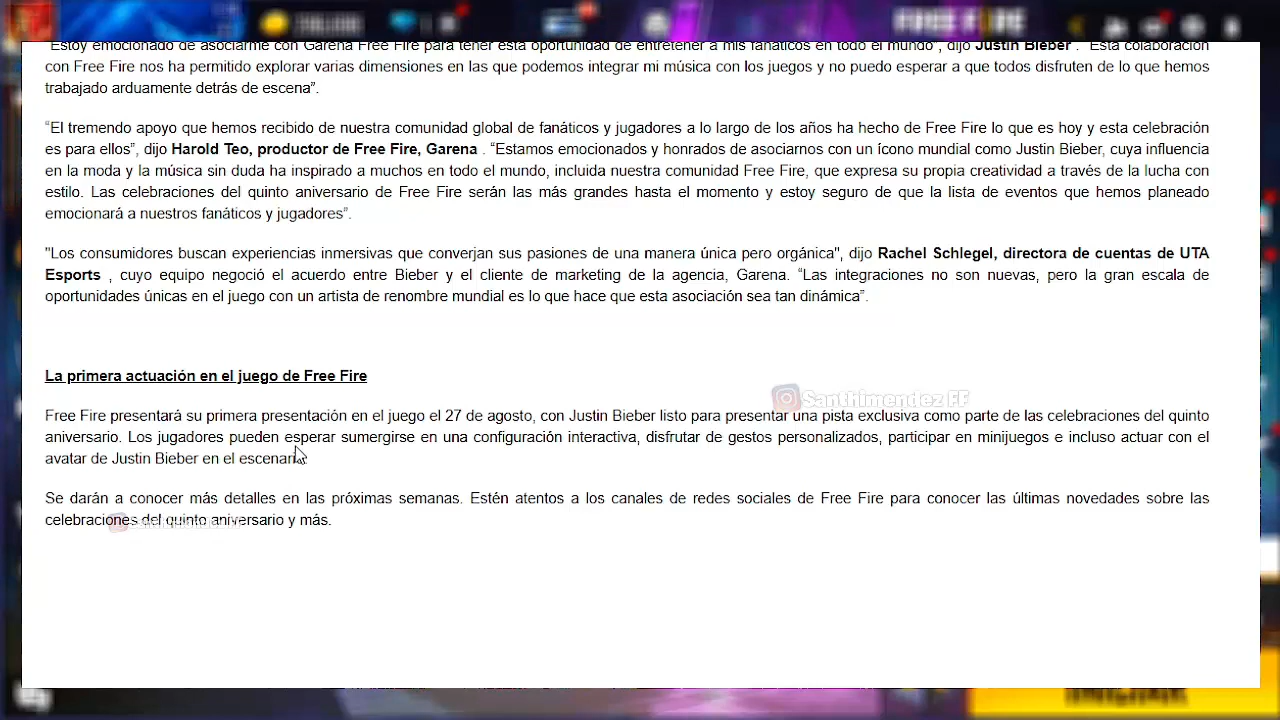 FREE FIRE
"Estoy emocionado de asociarme con Garena Free Fire para tener esta oportunidad de entretener a mis fanáticos en todo el mundo", dijo Justin Bieber . "Esta colaboración
con Free Fire nos ha permitido explorar varias dimensiones en las que podemos integrar mi música con los juegos y no puedo esperar a que todos disfruten de lo que hemos
trabajado arduamente detrás de escena”.
“El tremendo apoyo que hemos recibido de nuestra comunidad global de fanáticos y jugadores a lo largo de los años ha hecho de Free Fire lo que es hoy y esta celebración
es para ellos”, dijo Harold Teo, productor de Free Fire, Garena . “Estamos emocionados y honrados de asociarnos con un ícono mundial como Justin Bieber, cuya influencia
en la moda y la música sin duda ha inspirado a muchos en todo el mundo, incluida nuestra comunidad Free Fire, que expresa su propia creatividad a través de la lucha con
estilo. Las celebraciones del quinto aniversario de Free Fire serán las más grandes hasta el momento y estoy seguro de que la lista de eventos que hemos planeado
emocionará a nuestros fanáticos y jugadores”.
"Los consumidores buscan experiencias inmersivas que converjan sus pasiones de una manera única pero orgánica", dijo Rachel Schlegel, directora de cuentas de UTA
Esports , cuyo equipo negoció el acuerdo entre Bieber y el cliente de marketing de la agencia, Garena. “Las integraciones no son nuevas, pero la gran escala de
oportunidades únicas en el juego con un artista de renombre mundial es lo que hace que esta asociación sea tan dinámica”.
La primera actuación en el juego de Free Fire
Santhimendez FF
Free Fire presentará su primera presentación en el juego el 27 de agosto, con Justin Bieber listo para presentar una pista exclusiva como parte de las celebraciones del quinto
aniversario. Los jugadores pueden esperar sumergirse en una configuración interactiva, disfrutar de gestos personalizados, participar en minijuegos e incluso actuar con el
avatar de Justin Bieber en el escenario.
Se darán a conocer más detalles en las próximas semanas. Estén atentos a los canales de redes sociales de Free Fire para conocer las últimas novedades sobre las
celebraciones del quinto aniversario y más.
Santhimendez FF